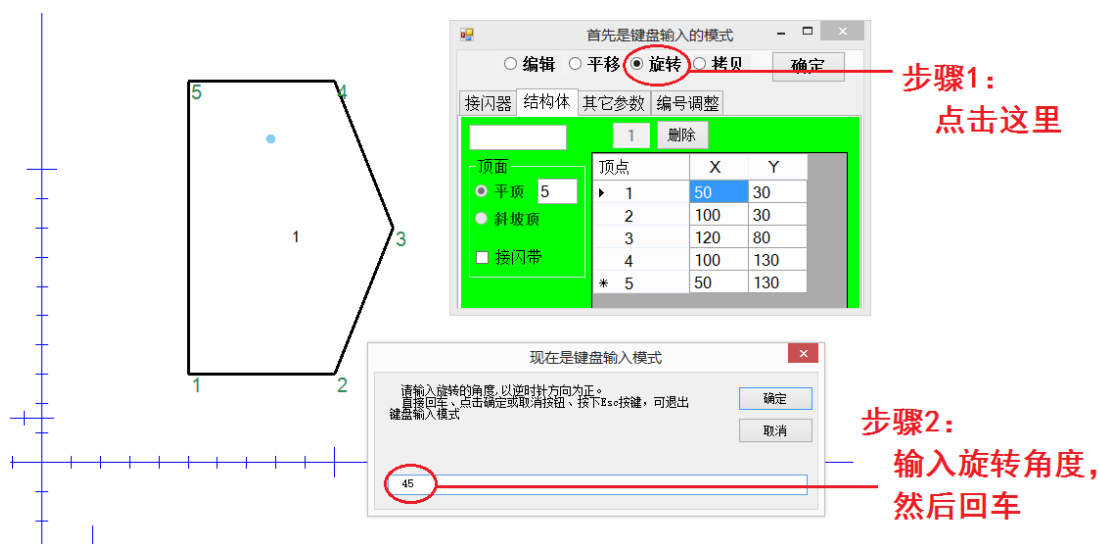 首先是键盘输入的模式
编辑 平移 旋转 拷贝 确定
接闪器 结构体 其它参数 编号调整
1 删除
顶面
平顶 5
斜坡顶
接闪带
顶点 X Y
1 50 30
2 100 30
3 120 80
4 100 130
* 5 50 130
步骤1：
点击这里
5
4
1
3
1
2
现在是键盘输入模式
请输入旋转的角度,以逆时针方向为正。
直接回车、点击确定或取消按钮、按下Esc按键，可退出
键盘输入模式
确定
取消
45
步骤2：
输入旋转角度，
然后回车